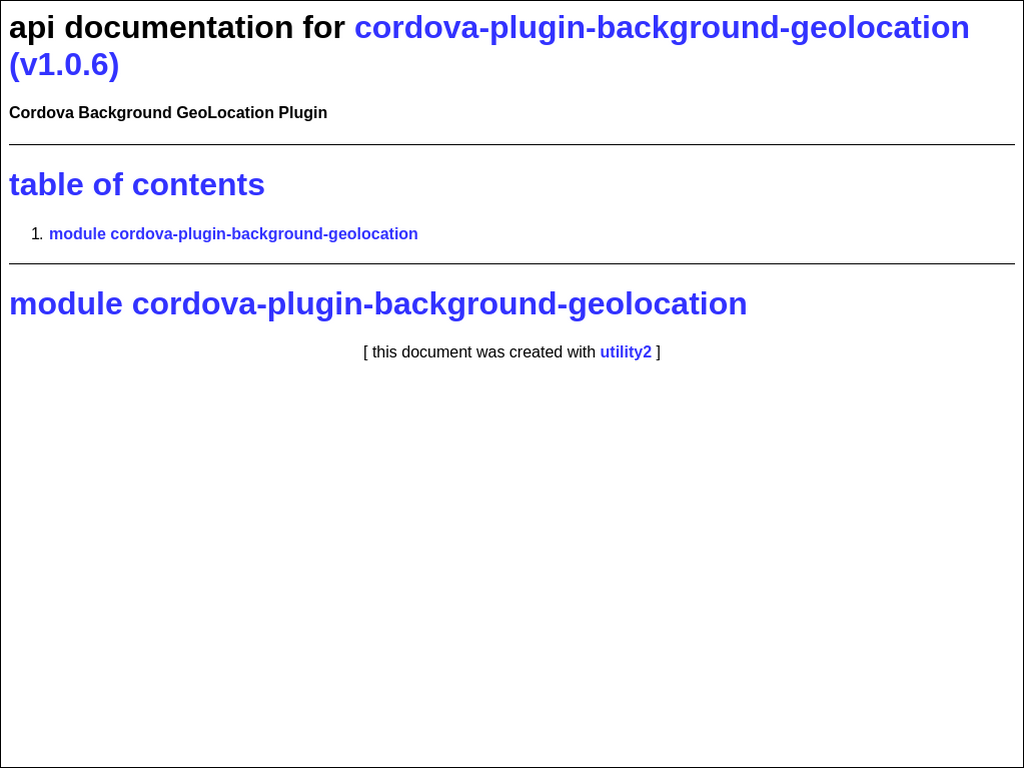 api documentation for cordova-plugin-background-geolocation
(v1.0.6)
Cordova Background GeoLocation Plugin
table of contents
1. module cordova-plugin-background-geolocation
module cordova-plugin-background-geolocation
[ this document was created with utility2 ]